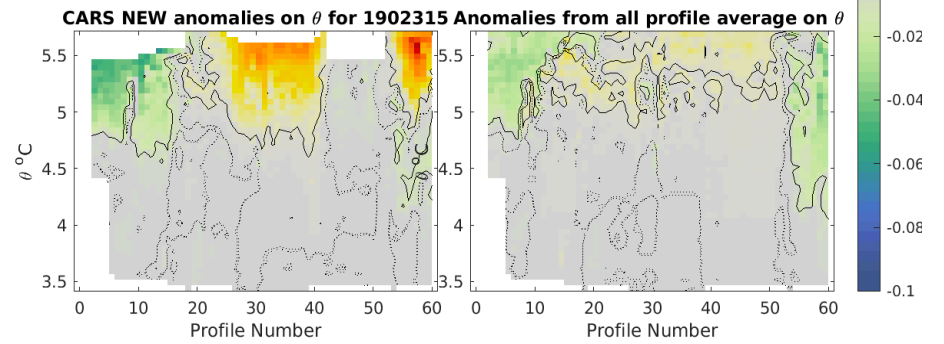 CARS NEW anomalies on θ for 1902315 Anomalies from all profile average on θ
5.5
5
4.5
4
3.5
θ °C
0 10 20 30 40 50 60
Profile Number
5.5
5
4.5
4
3.5
θ °C
0 10 20 30 40 50 60
Profile Number
-0.02
-0.04
-0.06
-0.08
-0.1